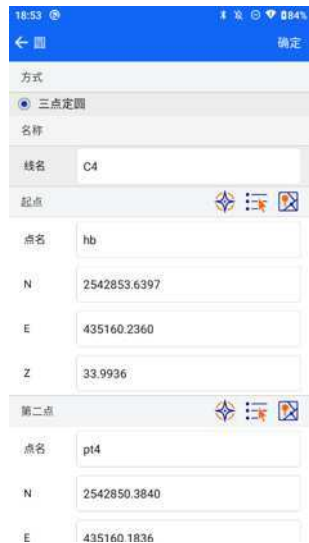 18:53 84%
圆 确定
方式
三点定圆
名称
线名 C4
起点
点名 hb
N 2542853.6397
E 435160.2360
Z 33.9936
第二点
点名 pt4
N 2542850.3840
E 435160.1836